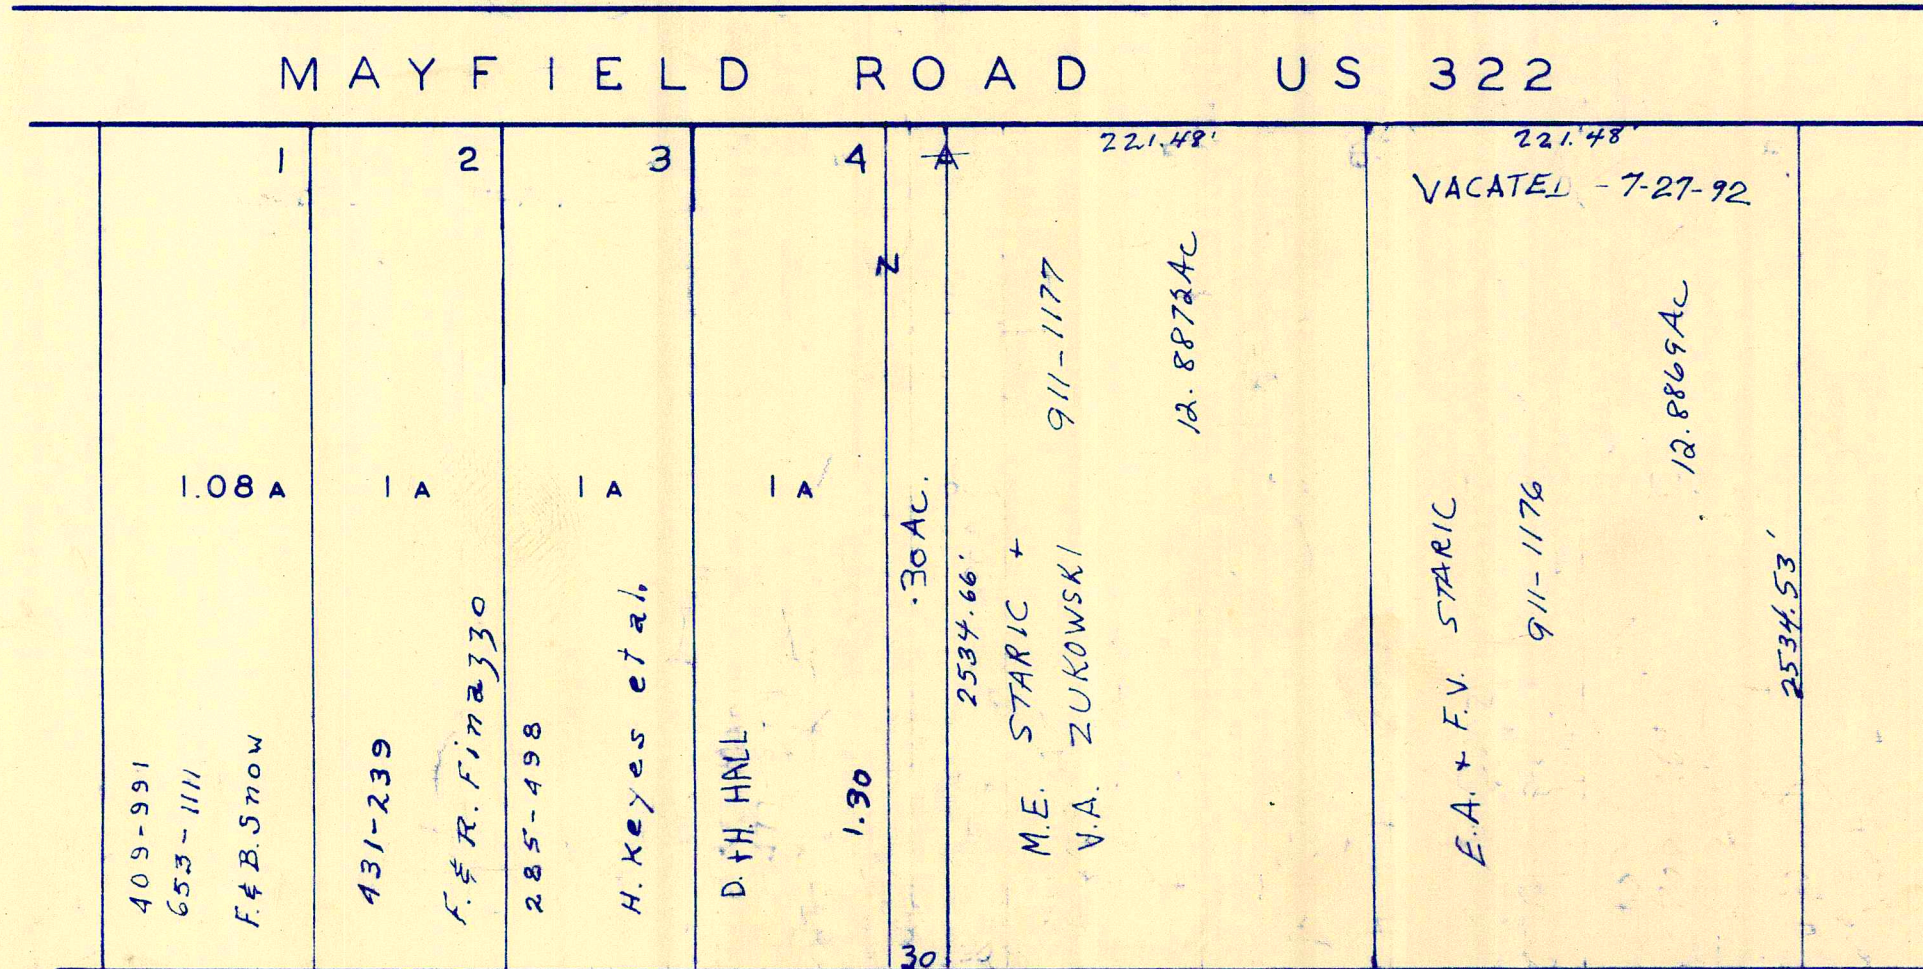 MAYFIELD ROAD US 322
1
2
3
4
A
221.48'
221.48'
VACATED - 7-27-92
Z
1.08 A
1 A
1 A
1 A
.30 Ac.
409-991
653-1111
F. & B. Snow
431-239
F. & R. Finazzo
285-498
H. Keyes et al.
D. + H. HALL
1.30
30
2534.66'
M.E. STARIC +
V.A. ZUKOWSKI
911-1177
12.8872 Ac
E.A. + F.V. STARIC
911-1176
12.8869 Ac
2534.53'